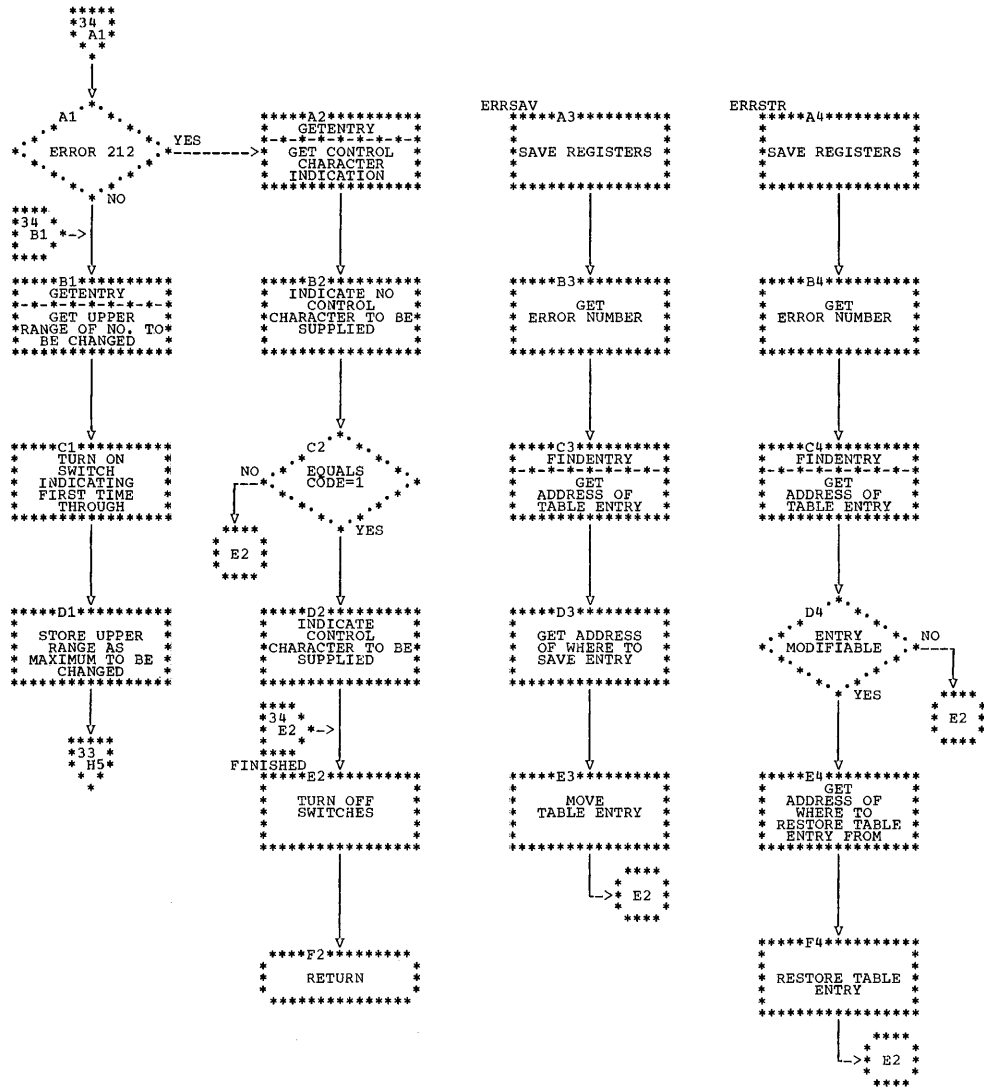 34
A1
A1
ERROR 212
YES
NO
34
B1
B1
GETENTRY
GET UPPER
RANGE OF NO. TO
BE CHANGED
C1
TURN ON
SWITCH
INDICATING
FIRST TIME
THROUGH
D1
STORE UPPER
RANGE AS
MAXIMUM TO BE
CHANGED
33
H5
A2
GETENTRY
GET CONTROL
CHARACTER
INDICATION
B2
INDICATE NO
CONTROL
CHARACTER TO BE
SUPPLIED
C2
EQUALS
CODE=1
NO
YES
E2
D2
INDICATE
CONTROL
CHARACTER TO BE
SUPPLIED
34
E2
FINISHED
E2
TURN OFF
SWITCHES
F2
RETURN
ERRSAV
A3
SAVE REGISTERS
B3
GET
ERROR NUMBER
C3
FINDENTRY
GET
ADDRESS OF
TABLE ENTRY
D3
GET ADDRESS
OF WHERE TO
SAVE ENTRY
E3
MOVE
TABLE ENTRY
E2
ERRSTR
A4
SAVE REGISTERS
B4
GET
ERROR NUMBER
C4
FINDENTRY
GET
ADDRESS OF
TABLE ENTRY
D4
ENTRY
MODIFIABLE
NO
YES
E2
E4
GET
ADDRESS OF
WHERE TO
RESTORE TABLE
ENTRY FROM
F4
RESTORE TABLE
ENTRY
E2